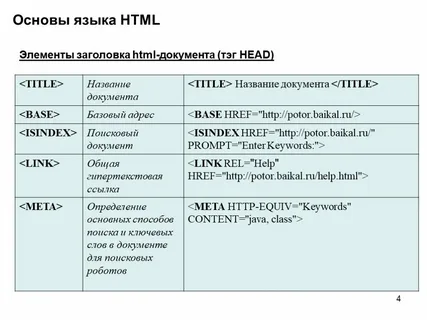 Основы языка HTML
Элементы заголовка html-документа (тэг HEAD)
<TITLE> Название документа <TITLE> Название документа </TITLE>
<BASE> Базовый адрес <BASE HREF="http://potor.baikal.ru/>
<ISINDEX> Поисковый документ <ISINDEX HREF="http://potor.baikal.ru/"
PROMPT="Enter Keywords:">
<LINK> Общая гипертекстовая ссылка <LINK REL="Help"
HREF="http://potor.baikal.ru/help.html">
<META> Определение основных способов поиска и ключевых слов в документе для поисковых роботов <META HTTP-EQUIV="Keywords"
CONTENT="java, class">
4